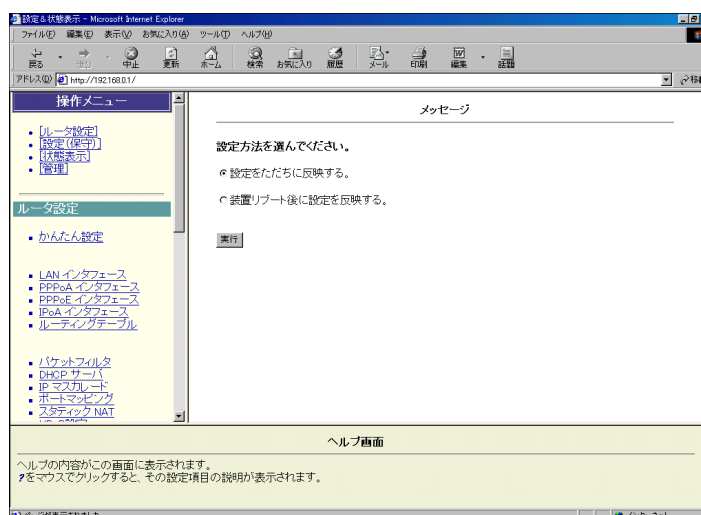 設定&状態表示 - Microsoft Internet Explorer
ファイル(F) 編集(E) 表示(V) お気に入り(A) ツール(T) ヘルプ(H)
戻る 進む 中止 更新 ホーム 検索 お気に入り 履歴 メール 印刷 編集 話題
アドレス(D) http://192.168.0.1/
操作メニュー
[ルータ設定]
[設定(保守)]
[状態表示]
[管理]
ルータ設定
かんたん設定
LAN インタフェース
PPPoA インタフェース
PPPoE インタフェース
IPoA インタフェース
ルーティングテーブル
パケットフィルタ
DHCP サーバ
IP マスカレード
ポートマッピング
スタティック NAT
メッセージ
設定方法を選んでください。
設定をただちに反映する。
装置リブート後に設定を反映する。
実行
ヘルプ画面
ヘルプの内容がこの画面に表示されます。
?をマウスでクリックすると、その設定項目の説明が表示されます。